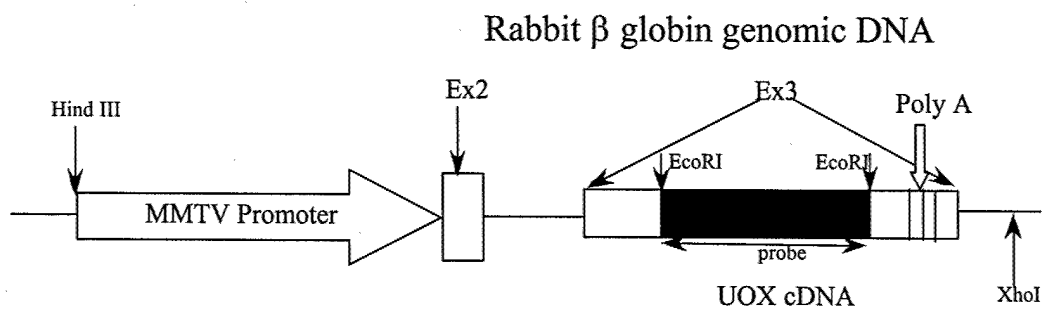 Rabbit β globin genomic DNA
Ex2
Ex3
Poly A
Hind III
EcoRI
EcoRI
MMTV Promoter
probe
UOX cDNA
XhoI